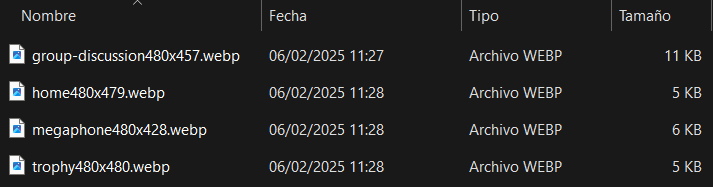 Nombre Fecha Tipo Tamaño
group-discussion480x457.webp 06/02/2025 11:27 Archivo WEBP 11 KB
home480x479.webp 06/02/2025 11:28 Archivo WEBP 5 KB
megaphone480x428.webp 06/02/2025 11:28 Archivo WEBP 6 KB
trophy480x480.webp 06/02/2025 11:28 Archivo WEBP 5 KB